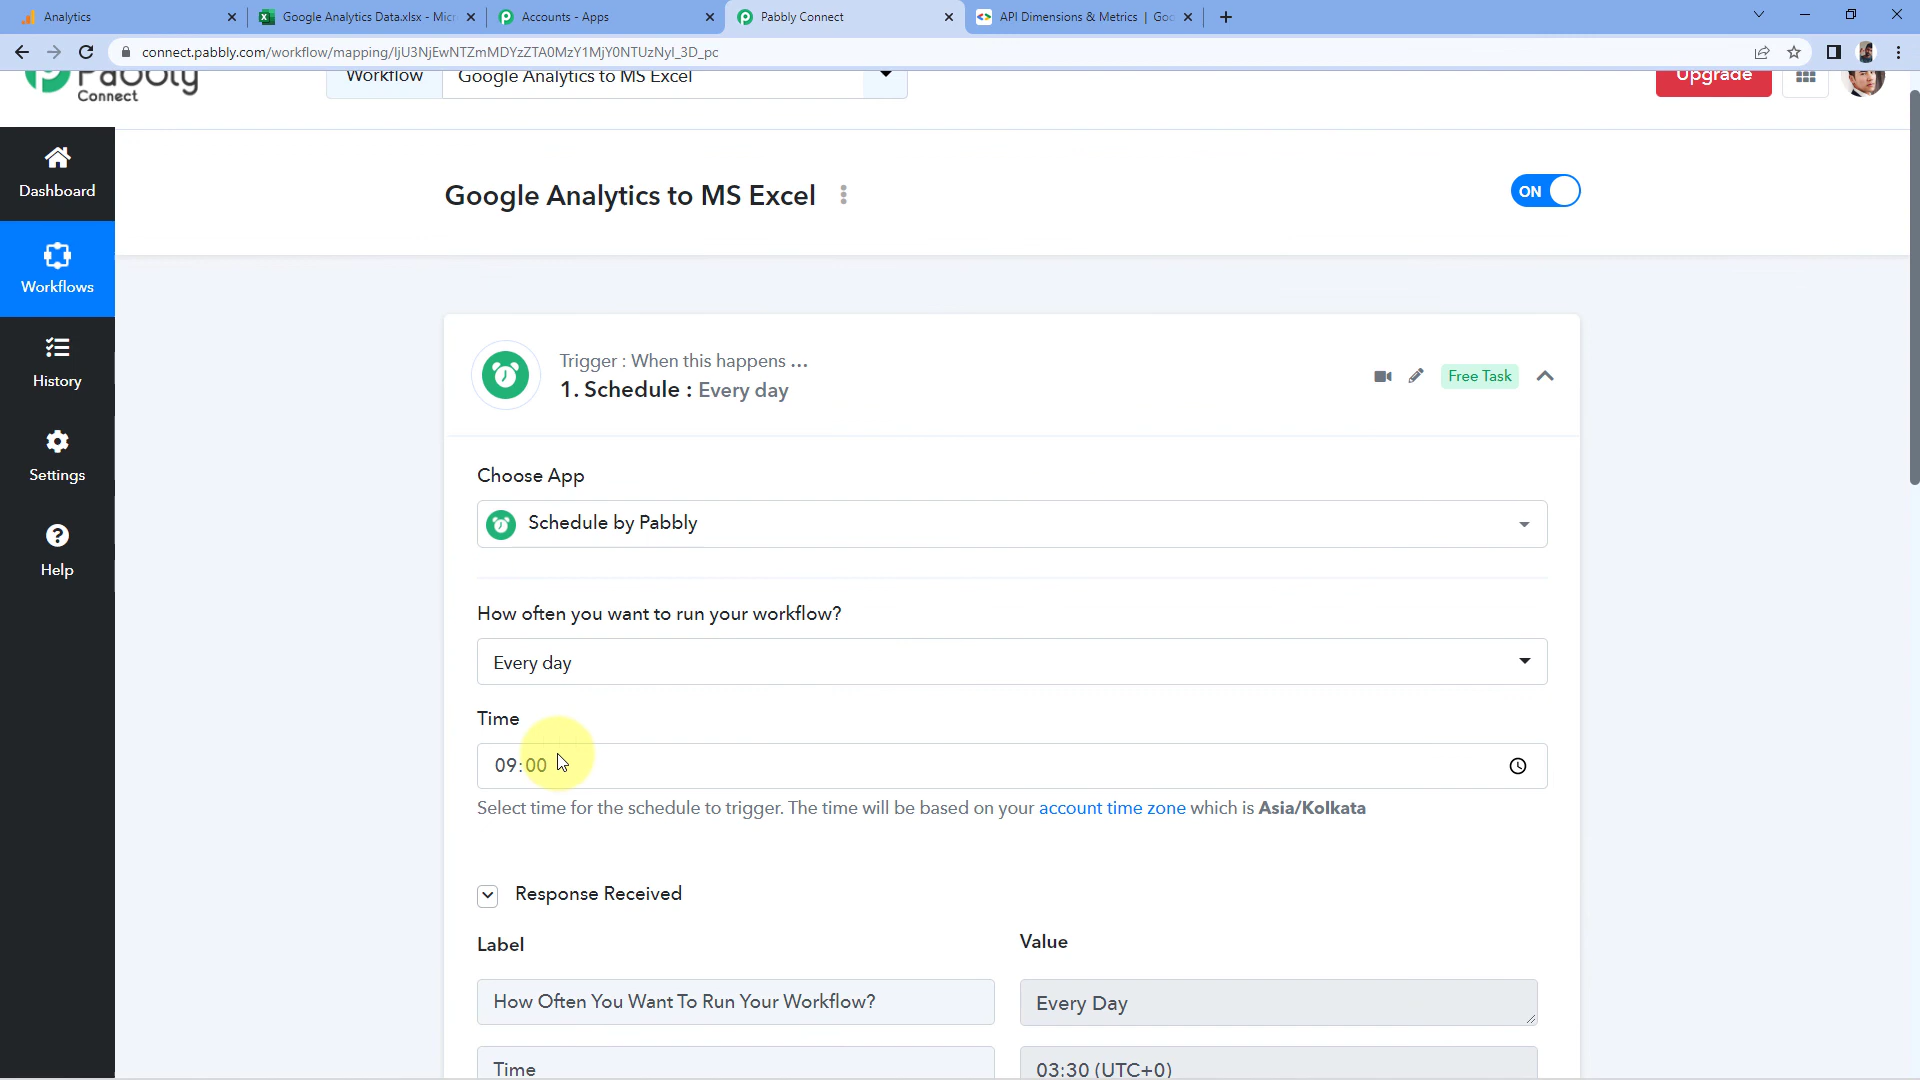 Analytics
Google Analytics Data.xlsx - Micr
Accounts - Apps
Pabbly Connect
API Dimensions & Metrics | Goo
connect.pabbly.com/workflow/mapping/IjU3NjEwNTZmMDYzZTA0MzY1MjY0NTUzNyI_3D_pc
Pabbly
Connect
Workflow
Google Analytics to MS Excel
Upgrade
Dashboard
Workflows
History
Settings
Help
Google Analytics to MS Excel
ON
Trigger : When this happens ...
1. Schedule : Every day
Free Task
Choose App
Schedule by Pabbly
How often you want to run your workflow?
Every day
Time
09:00
Select time for the schedule to trigger. The time will be based on your account time zone which is Asia/Kolkata
Response Received
Label
Value
How Often You Want To Run Your Workflow?
Every Day
Time
03:30 (UTC+0)